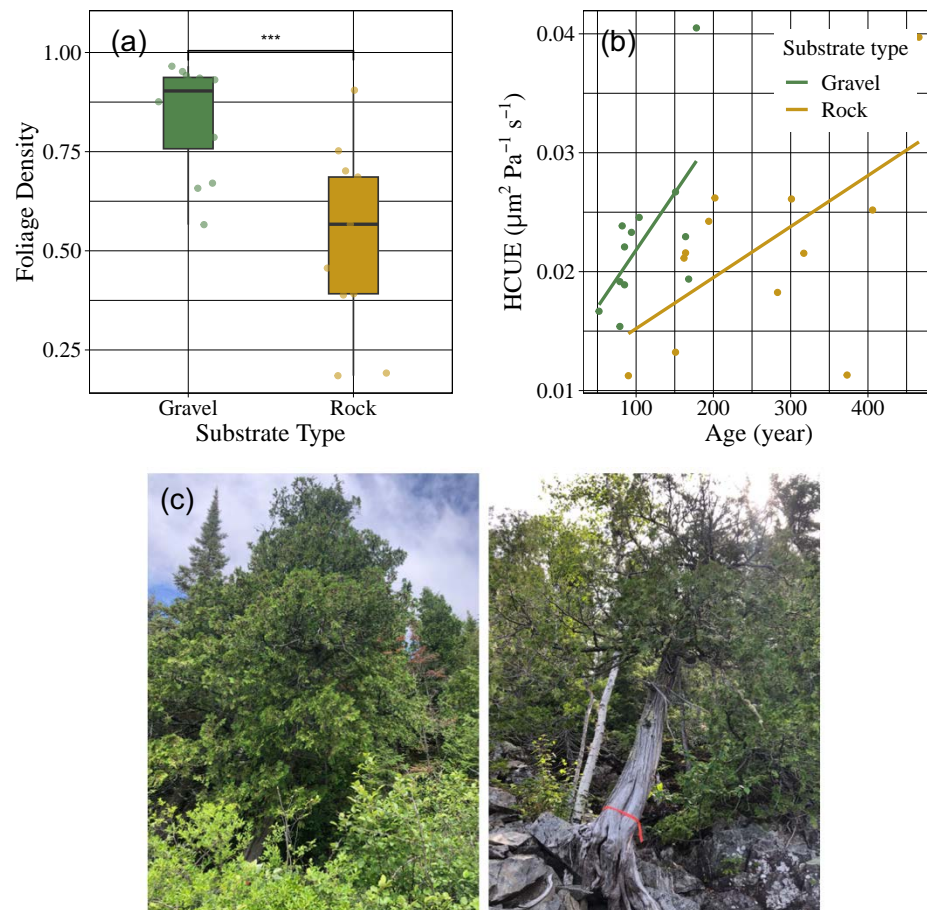 (a)
***
1.00
0.75
0.50
0.25
Foliage Density
Gravel
Rock
Substrate Type
(b)
Substrate type
Gravel
Rock
0.04
0.03
0.02
0.01
HCUE (μm² Pa⁻¹ s⁻¹)
100
200
300
400
Age (year)
(c)